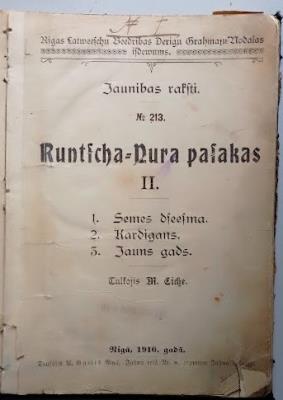 Rigas Latweeschu Beedribas Derigu Grahmatu Nodaļas
isdewums.
Jaunibas raksti.
№ 213.
Runtscha-Nura pasakas
II.
1. Semes dseesma.
2. Kardigans.
3. Jauns gads.
Tulkojis M. Eiche.
Rigā, 1910. gadā.